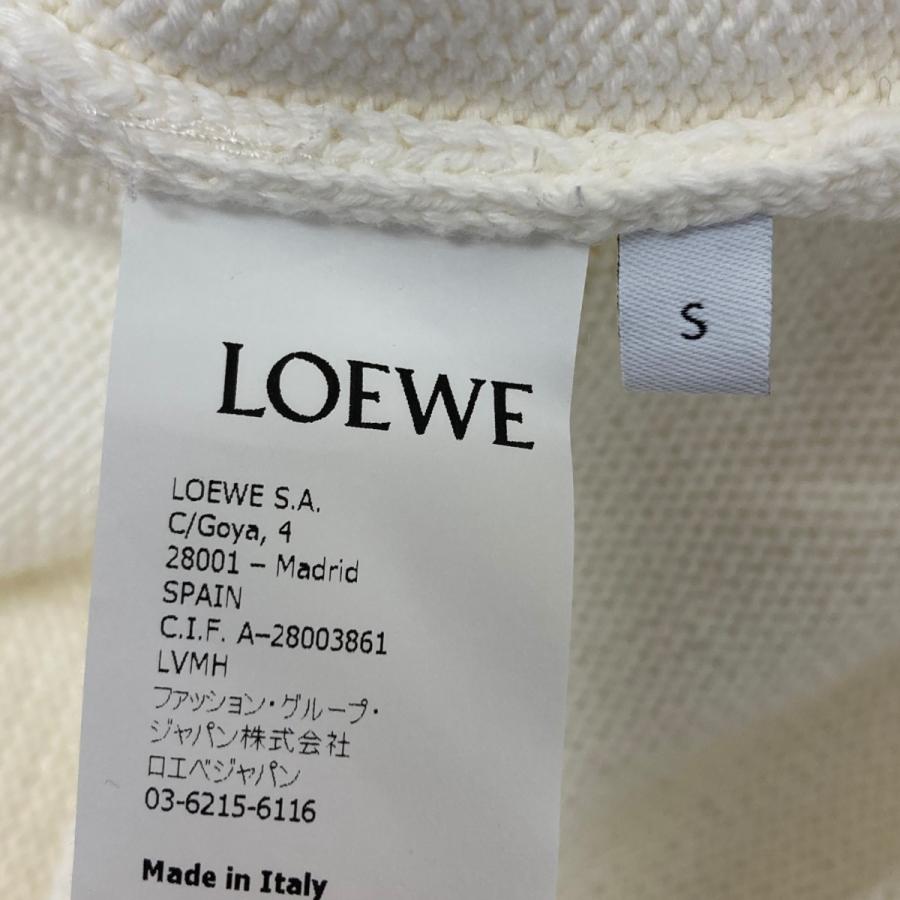 LOEWE
S
LOEWE S.A.
C/Goya, 4
28001 – Madrid
SPAIN
C.I.F. A–28003861
LVMH
ファッション・グループ・
ジャパン株式会社
ロエベジャパン
03-6215-6116
Made in Italy